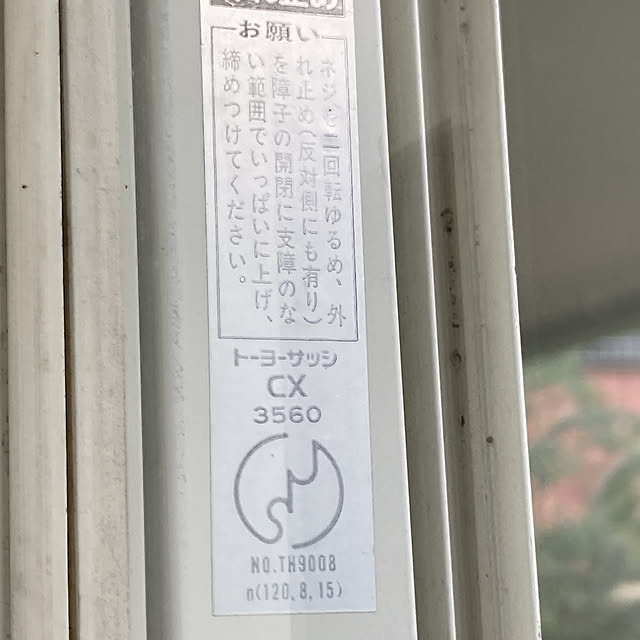 お願い
ネジを二回転ゆるめ、外
れ止め(反対側にも有り)
を障子の開閉に支障のな
い範囲でいっぱいに上げ、
締めつけてください。
トーヨーサッシ
CX
3560
NO.TH9008
n(120,8,15)